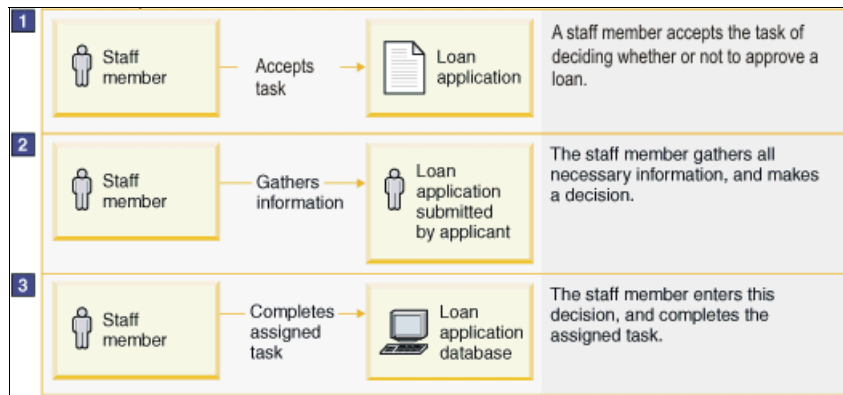 1
Staff
member
Accepts
task
Loan
application
A staff member accepts the task of
deciding whether or not to approve a
loan.
2
Staff
member
Gathers
information
Loan
application
submitted
by applicant
The staff member gathers all
necessary information, and makes
a decision.
3
Staff
member
Completes
assigned
task
Loan
application
database
The staff member enters this
decision, and completes the
assigned task.